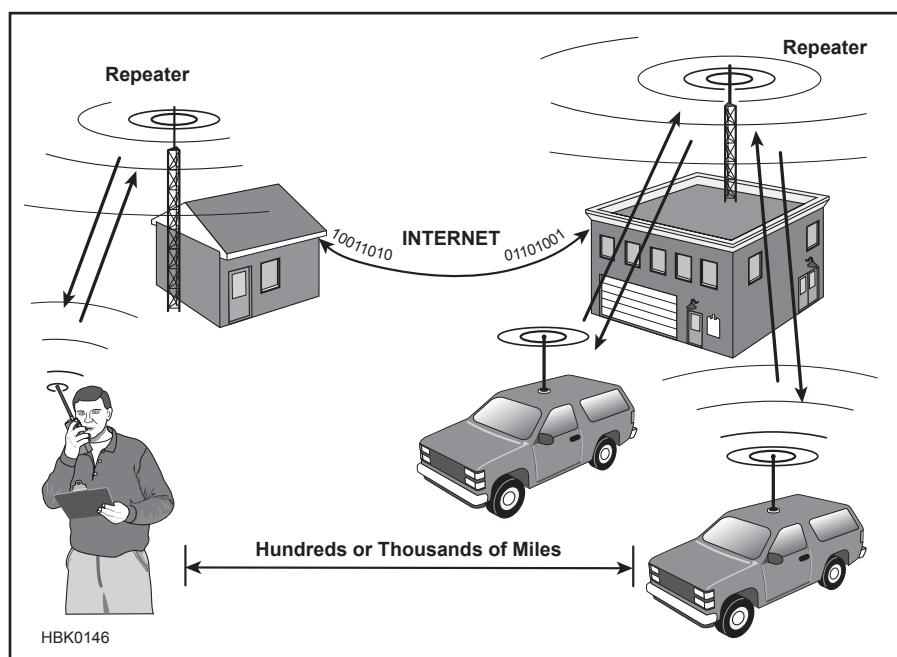 Repeater
Repeater
10011010
INTERNET
01101001
Hundreds or Thousands of Miles
HBK0146